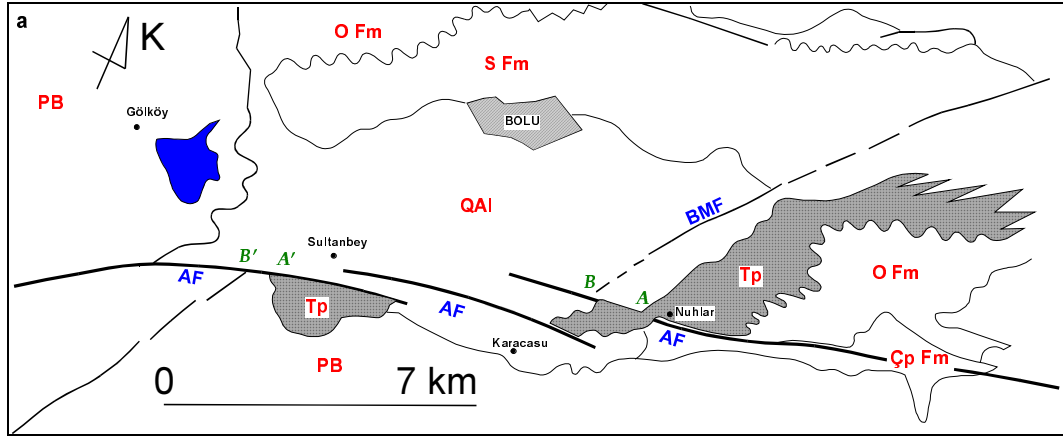 a
K
O Fm
S Fm
PB
Gölköy
BOLU
QAl
BMF
Sultanbey
B′
A′
AF
Tp
AF
B
A
Nuhlar
Tp
O Fm
AF
Karacasu
PB
Çp Fm
0
7 km